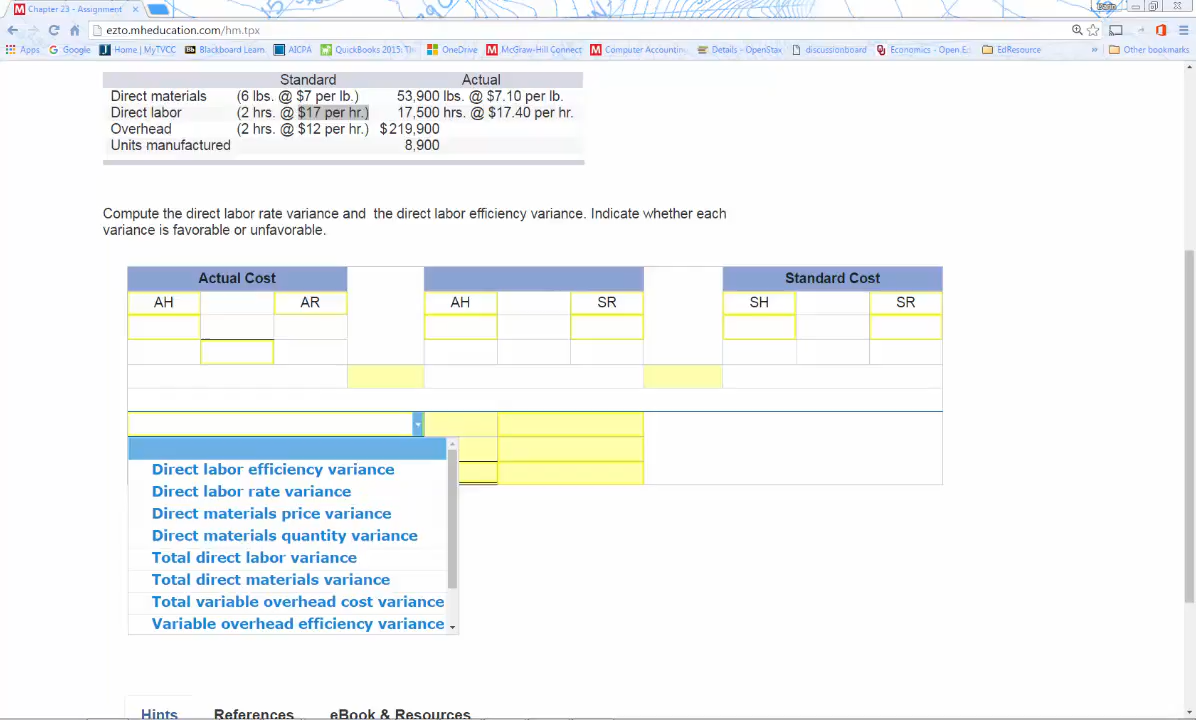 Chapter 23 - Assignment ×
ezto.mheducation.com/hm.tpx
Apps Google Home | MyTVCC Blackboard Learn AICPA QuickBooks 2015: Th OneDrive McGraw-Hill Connect Computer Accounting Details - OpenStax discussionboard Economics - Open E: EdResource » Other bookmarks
Standard Actual
Direct materials (6 lbs. @ $7 per lb.) 53,900 lbs. @ $7.10 per lb.
Direct labor (2 hrs. @ $17 per hr.) 17,500 hrs. @ $17.40 per hr.
Overhead (2 hrs. @ $12 per hr.) $219,900
Units manufactured 8,900
Compute the direct labor rate variance and the direct labor efficiency variance. Indicate whether each
variance is favorable or unfavorable.
Actual Cost Standard Cost
AH AR AH SR SH SR
Direct labor efficiency variance
Direct labor rate variance
Direct materials price variance
Direct materials quantity variance
Total direct labor variance
Total direct materials variance
Total variable overhead cost variance
Variable overhead efficiency variance
Hints References eBook & Resources